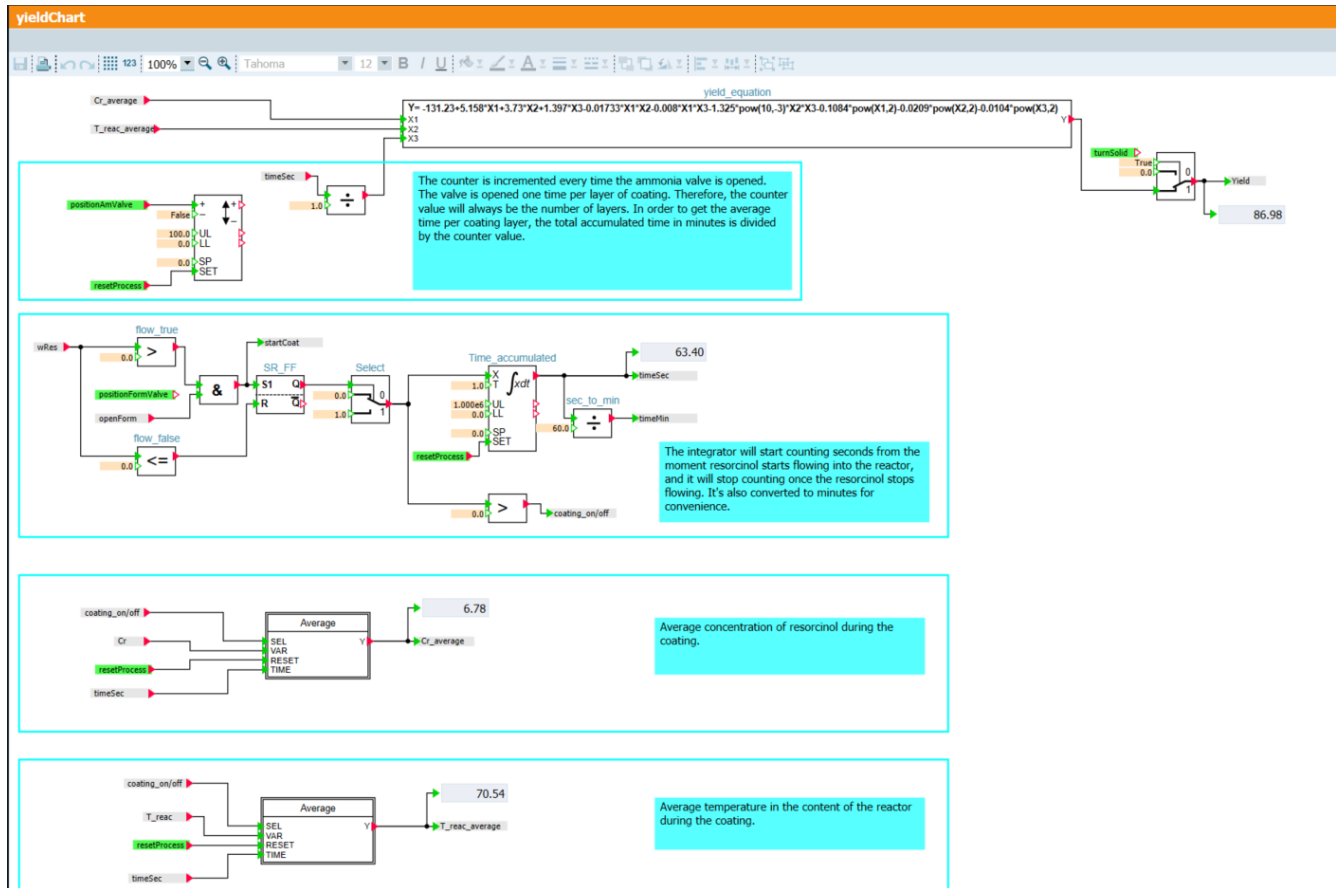 yieldChart
123 100% Tahoma 12 B I U A
yield_equation
Cr_average
T_reac_average
Y= -131.23+5.158*X1+3.73*X2+1.397*X3-0.01733*X1*X2-0.008*X1*X3-1.325*pow(10,-3)*X2*X3-0.1084*pow(X1,2)-0.0209*pow(X2,2)-0.0104*pow(X3,2)
X1
X2
X3
Y
turnSolid
True
0.0
0
1
Yield
86.98
timeSec
1.0
÷
positionAmValve
False
100.0
0.0
0.0
resetProcess
+
−
UL
LL
SP
SET
+
−
The counter is incremented every time the ammonia valve is opened.
The valve is opened one time per layer of coating. Therefore, the counter
value will always be the number of layers. In order to get the average
time per coating layer, the total accumulated time in minutes is divided
by the counter value.
flow_true
wRes
0.0
>
startCoat
positionFormValve
openForm
&
flow_false
0.0
<=
SR_FF
S1 Q
R Q
Select
0.0
1.0
0
1
Time_accumulated
X
1.0 T
∫xdt
1.000e6 UL
0.0 LL
0.0 SP
SET
resetProcess
63.40
timeSec
sec_to_min
60.0
÷
timeMin
0.0
>
coating_on/off
The integrator will start counting seconds from the
moment resorcinol starts flowing into the reactor,
and it will stop counting once the resorcinol stops
flowing. It's also converted to minutes for
convenience.
coating_on/off
Cr
resetProcess
timeSec
Average
SEL
VAR
RESET
TIME
Y
6.78
Cr_average
Average concentration of resorcinol during the
coating.
coating_on/off
T_reac
resetProcess
timeSec
Average
SEL
VAR
RESET
TIME
Y
70.54
T_reac_average
Average temperature in the content of the reactor
during the coating.